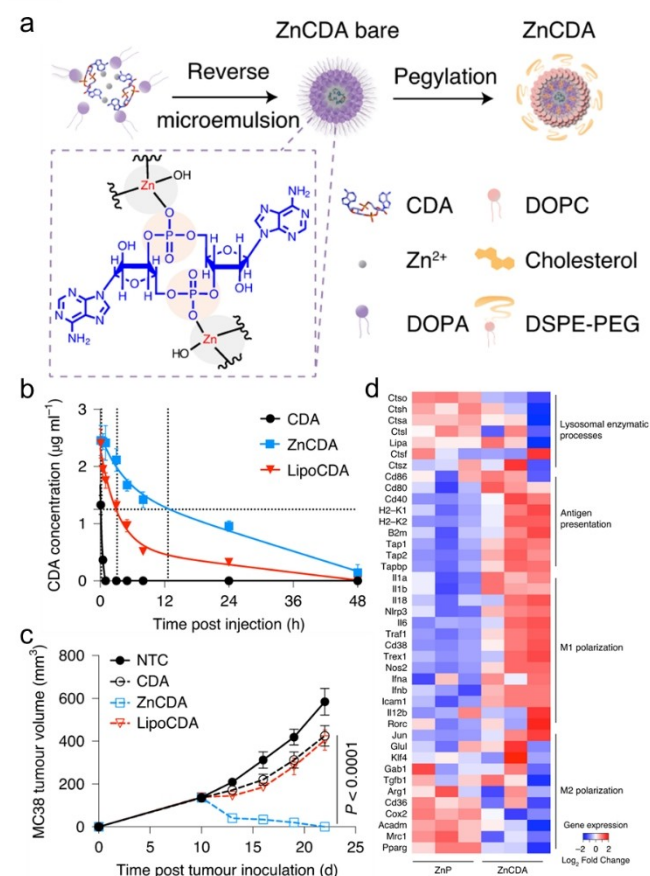 a
ZnCDA bare
ZnCDA
Reverse
microemulsion
Pegylation
Zn
OH
NH2
N
N
N
N
O
OH
O
P
O
O
O
H
H
H
H
O
H
H
H
H
O
OH
O
P
O
O
N
N
N
N
NH2
HO
Zn
CDA
DOPC
Zn2+
Cholesterol
DOPA
DSPE-PEG
b
CDA concentration (µg ml−1)
3
2
1
0
0
12
24
36
48
Time post injection (h)
CDA
ZnCDA
LipoCDA
c
MC38 tumour volume (mm3)
800
600
400
200
0
0
5
10
15
20
25
Time post tumour inoculation (d)
NTC
CDA
ZnCDA
LipoCDA
P < 0.0001
d
Ctso
Ctsh
Ctsa
Ctsl
Lipa
Ctsf
Ctsz
Cd86
Cd80
Cd40
H2–K1
H2–K2
B2m
Tap1
Tap2
Tapbp
Il1a
Il1b
Il18
Nlrp3
Il6
Traf1
Cd38
Trex1
Nos2
Ifna
Ifnb
Icam1
Il12b
Rorc
Jun
Glul
Klf4
Gab1
Tgfb1
Arg1
Cd36
Cox2
Acadm
Mrc1
Pparg
ZnP
ZnCDA
Lysosomal enzymatic
processes
Antigen
presentation
M1 polarization
M2 polarization
Gene expression
−2 0 2
Log2 Fold Change